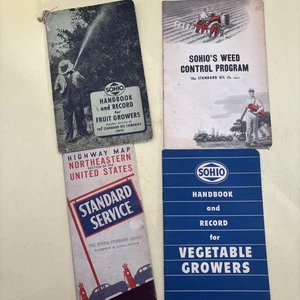 SOHIO
HANDBOOK
and RECORD
for
FRUIT GROWERS
THE STANDARD OIL COMPANY
SOHIO'S WEED
CONTROL PROGRAM
THE STANDARD OIL Co.
HIGHWAY MAP
NORTHEASTERN
UNITED STATES
STANDARD
SERVICE
SOHIO
HANDBOOK
and
RECORD
for
VEGETABLE
GROWERS